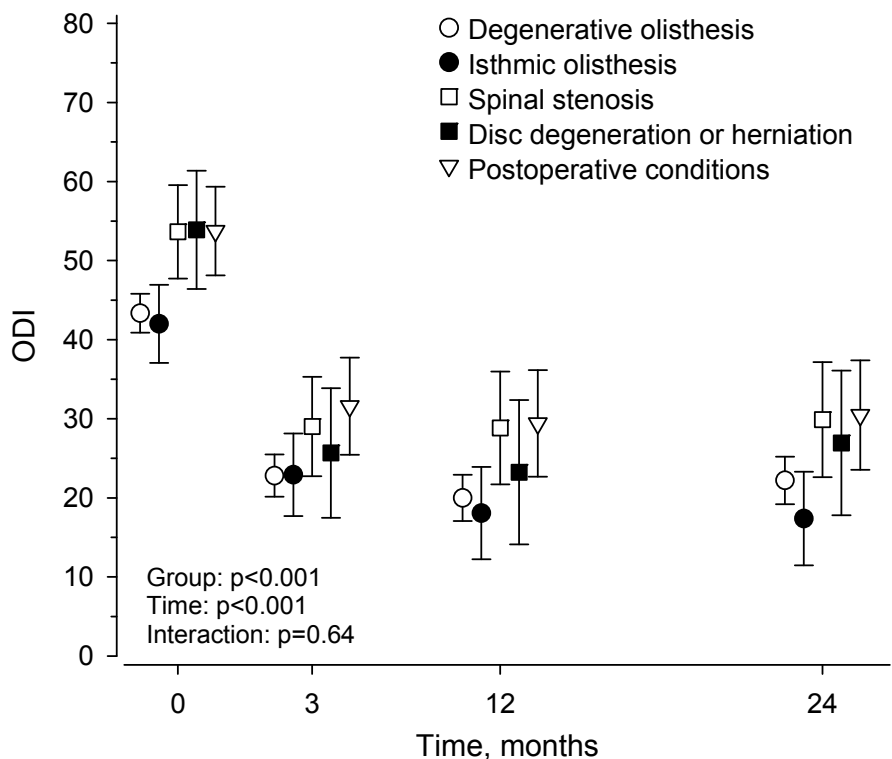 80
70
60
50
40
30
20
10
0
ODI
Degenerative olisthesis
Isthmic olisthesis
Spinal stenosis
Disc degeneration or herniation
Postoperative conditions
Group: p<0.001
Time: p<0.001
Interaction: p=0.64
0 3 12 24
Time, months